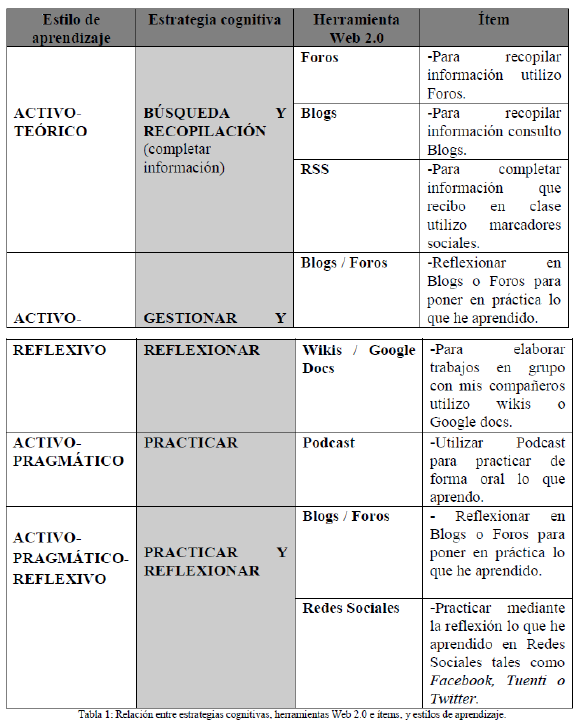 Estilo de aprendizaje
Estrategia cognitiva
Herramienta Web 2.0
Ítem
ACTIVO-
TEÓRICO
BÚSQUEDA Y
RECOPILACIÓN
(completar
información)
Foros
-Para recopilar
información utilizo
Foros.
Blogs
-Para recopilar
información consulto
Blogs.
RSS
-Para completar
información que
recibo en clase
utilizo marcadores
sociales.
ACTIVO-
GESTIONAR Y
Blogs / Foros
-Reflexionar en
Blogs o Foros para
poner en práctica lo
que he aprendido.
REFLEXIVO
REFLEXIONAR
Wikis / Google
Docs
-Para elaborar
trabajos en grupo
con mis compañeros
utilizo wikis o
Google docs.
ACTIVO-
PRAGMÁTICO
PRACTICAR
Podcast
-Utilizar Podcast
para practicar de
forma oral lo que
aprendo.
ACTIVO-
PRAGMÁTICO-
REFLEXIVO
PRACTICAR Y
REFLEXIONAR
Blogs / Foros
- Reflexionar en
Blogs o Foros para
poner en práctica lo
que he aprendido.
Redes Sociales
-Practicar mediante
la reflexión lo que he
aprendido en Redes
Sociales tales como
Facebook, Tuenti o
Twitter.
Tabla 1: Relación entre estrategias cognitivas, herramientas Web 2.0 e ítems, y estilos de aprendizaje.